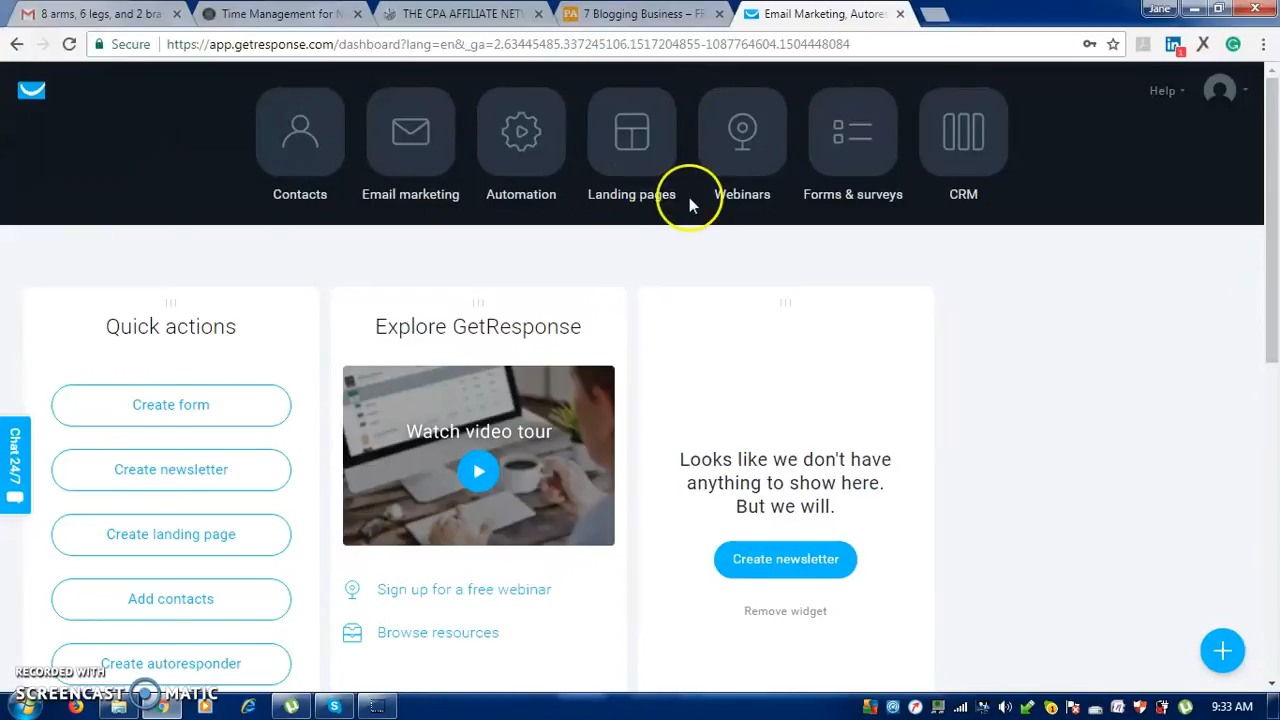 8 arms, 6 legs, and 2 bra
Time Management for N
THE CPA AFFILIATE NET
7 Blogging Business – FF
Email Marketing, Autores
Jane
Secure
https://app.getresponse.com/dashboard?lang=en&_ga=2.63445485.337245106.1517204855-1087764604.1504448084
1
Help
Contacts
Email marketing
Automation
Landing pages
Webinars
Forms & surveys
CRM
Quick actions
Create form
Create newsletter
Create landing page
Add contacts
Create autoresponder
Explore GetResponse
Watch video tour
Sign up for a free webinar
Browse resources
Looks like we don't have
anything to show here.
But we will.
Create newsletter
Remove widget
Chat 24/7
RECORDED WITH
SCREENCAST MATIC
9:33 AM